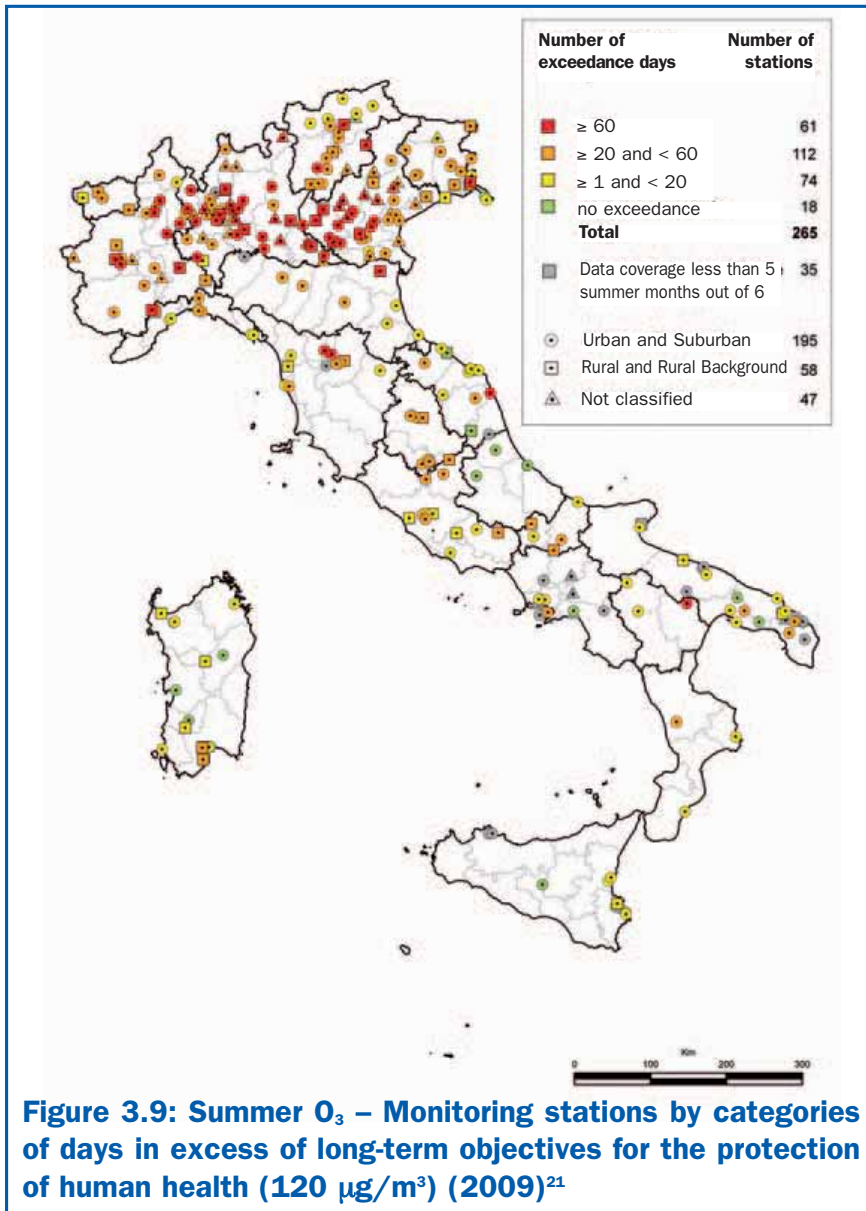 Number of exceedance days Number of stations
≥ 60 61
≥ 20 and < 60 112
≥ 1 and < 20 74
no exceedance 18
Total 265
Data coverage less than 5 35
summer months out of 6
Urban and Suburban 195
Rural and Rural Background 58
Not classified 47
Km
0 100 200 300
Figure 3.9: Summer O₃ – Monitoring stations by categories
of days in excess of long-term objectives for the protection
of human health (120 µg/m³) (2009)²¹